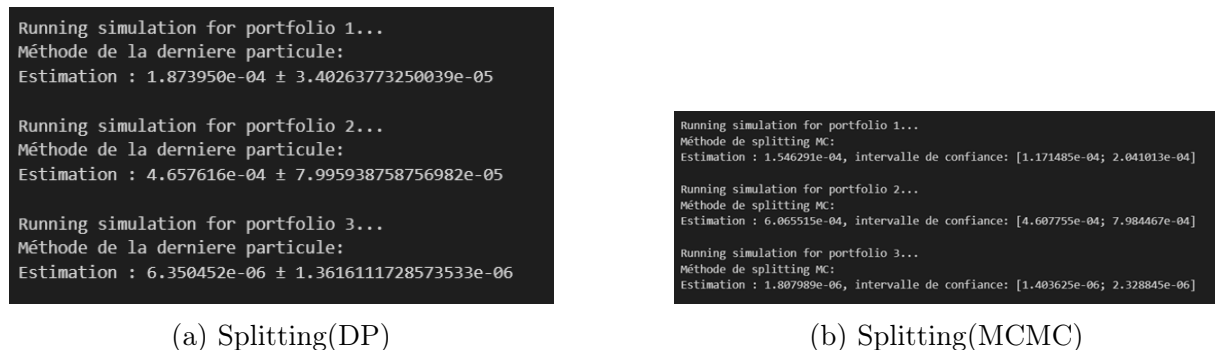 Running simulation for portfolio 1...
Méthode de la derniere particule:
Estimation : 1.873950e-04 ± 3.40263773250039e-05
Running simulation for portfolio 2...
Méthode de la derniere particule:
Estimation : 4.657616e-04 ± 7.995938758756982e-05
Running simulation for portfolio 3...
Méthode de la derniere particule:
Estimation : 6.350452e-06 ± 1.3616111728573533e-06
(a) Splitting(DP)
Running simulation for portfolio 1...
Méthode de splitting MC:
Estimation : 1.546291e-04, intervalle de confiance: [1.171485e-04; 2.041013e-04]
Running simulation for portfolio 2...
Méthode de splitting MC:
Estimation : 6.065515e-04, intervalle de confiance: [4.607755e-04; 7.984467e-04]
Running simulation for portfolio 3...
Méthode de splitting MC:
Estimation : 1.807989e-06, intervalle de confiance: [1.403625e-06; 2.328845e-06]
(b) Splitting(MCMC)